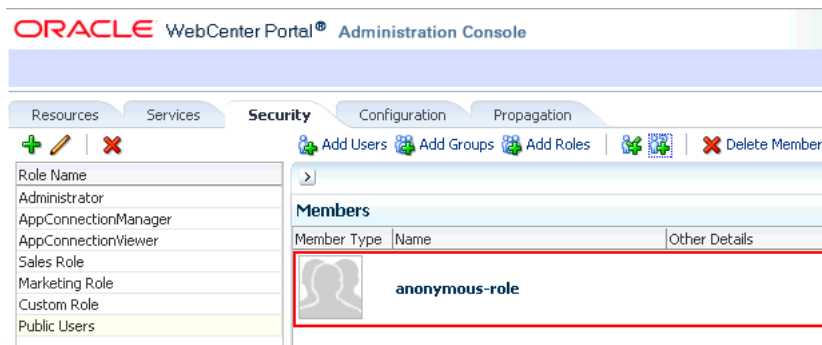 ORACLE WebCenter Portal® Administration Console
Resources Services Security Configuration Propagation
Add Users Add Groups Add Roles Delete Member
Role Name
Administrator
AppConnectionManager
AppConnectionViewer
Sales Role
Marketing Role
Custom Role
Public Users
Members
Member Type Name Other Details
anonymous-role